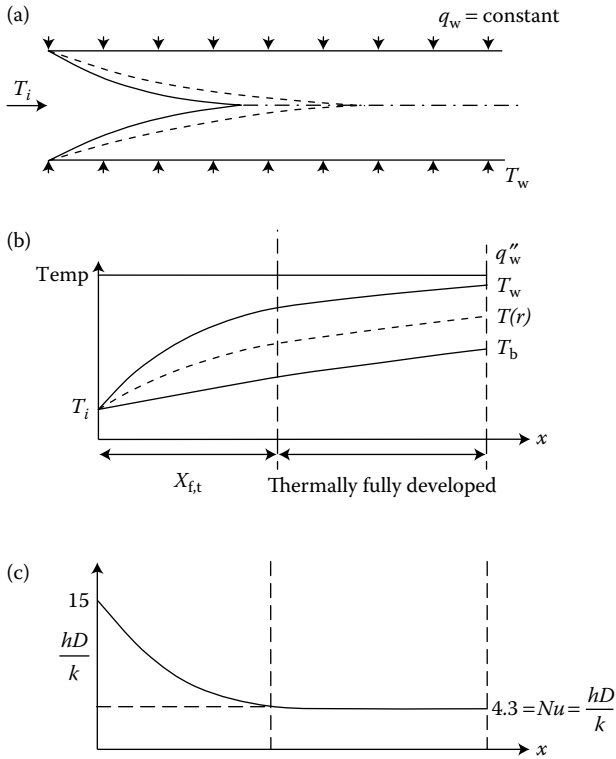 (a)
q_w = constant
T_i
T_w
(b)
Temp
q''_w
T_w
T(r)
T_b
T_i
x
X_f,t
Thermally fully developed
(c)
15
hD/k
4.3 = Nu = hD/k
x